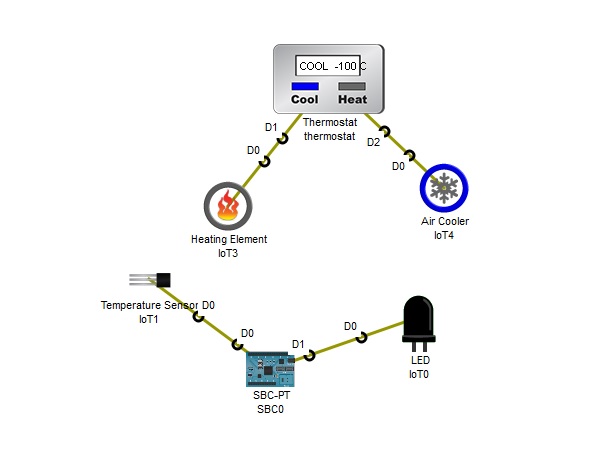 COOL -100 C
Cool Heat
Thermostat
thermostat
D1
D0
D2
D0
Heating Element
IoT3
Air Cooler
IoT4
Temperature Sensor D0
IoT1
D0
D1
D0
LED
IoT0
SBC-PT
SBC0